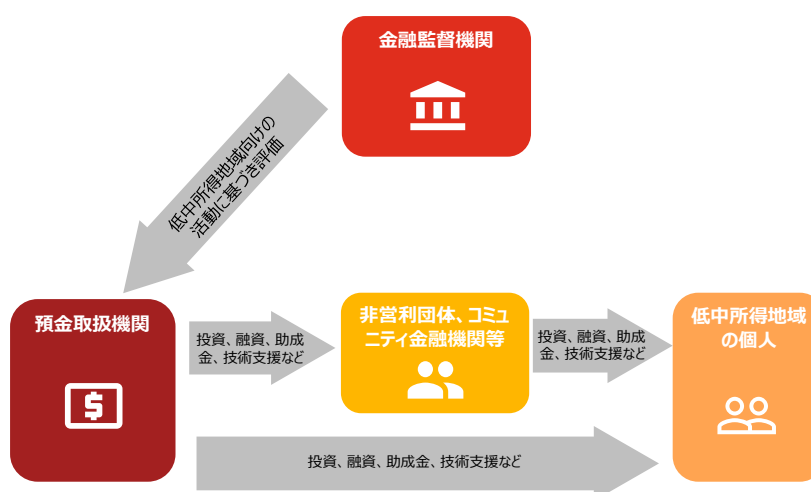 金融監督機関
低中所得地域向けの
活動に基づき評価
預金取扱機関
投資、融資、助成
金、技術支援など
非営利団体、コミュ
ニティ金融機関等
投資、融資、助成
金、技術支援など
低中所得地域
の個人
投資、融資、助成金、技術支援など